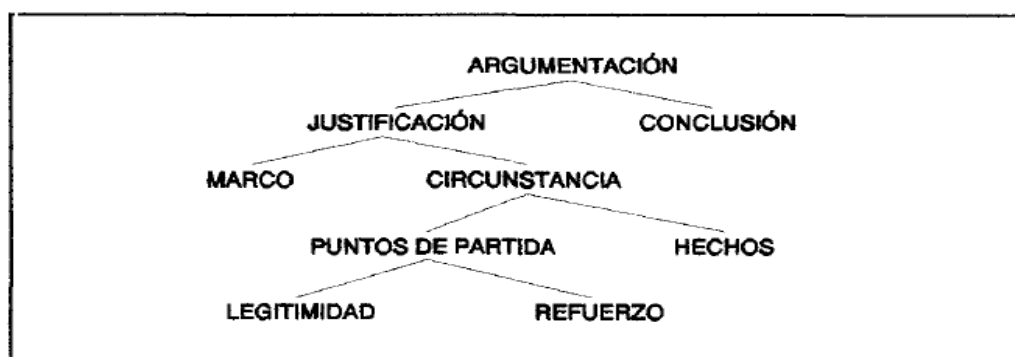 ARGUMENTACIÓN
JUSTIFICACIÓN CONCLUSIÓN
MARCO CIRCUNSTANCIA
PUNTOS DE PARTIDA HECHOS
LEGITIMIDAD REFUERZO